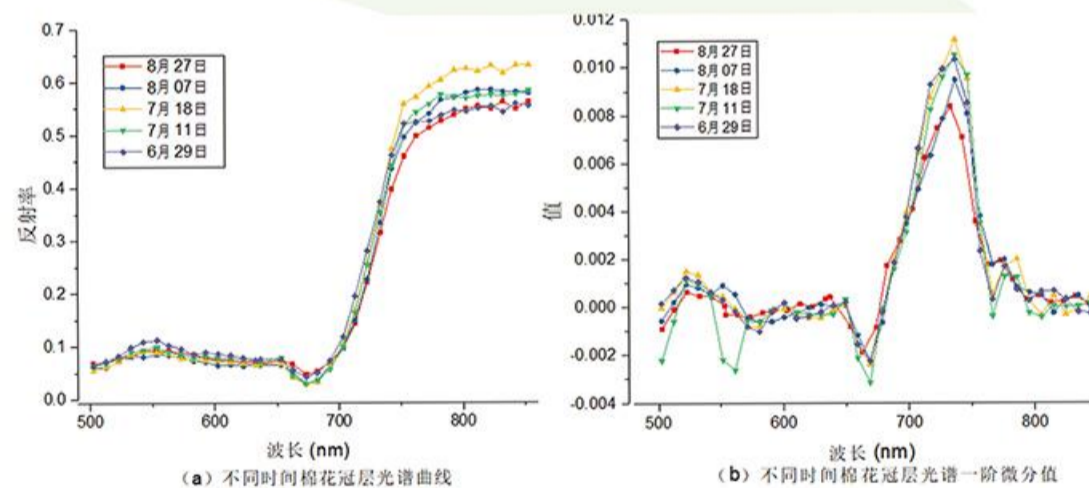 0.7
0.6
0.5
0.4
0.3
0.2
0.1
0.0
反射率
8月27日
8月07日
7月18日
7月11日
6月29日
500
600
700
800
波长 (nm)
(a) 不同时间棉花冠层光谱曲线
0.012
0.010
0.008
0.006
0.004
0.002
0.000
-0.002
-0.004
值
8月27日
8月07日
7月18日
7月11日
6月29日
500
600
700
800
波长 (nm)
(b) 不同时间棉花冠层光谱一阶微分值